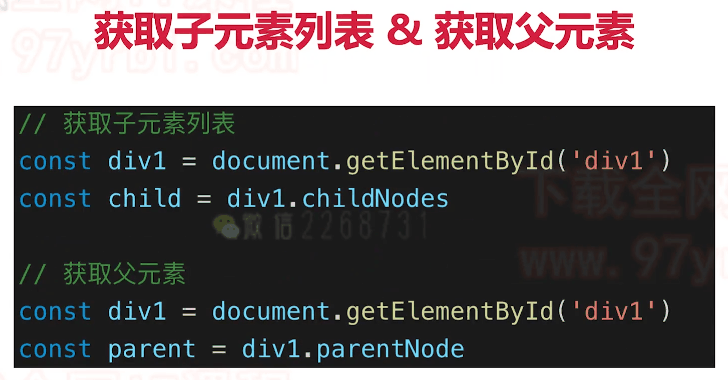 获取子元素列表 & 获取父元素
// 获取子元素列表
const div1 = document.getElementById('div1')
const child = div1.childNodes
微信2268731
下载全网
// 获取父元素
www.97y
const div1 = document.getElementById('div1')
const parent = div1.parentNode